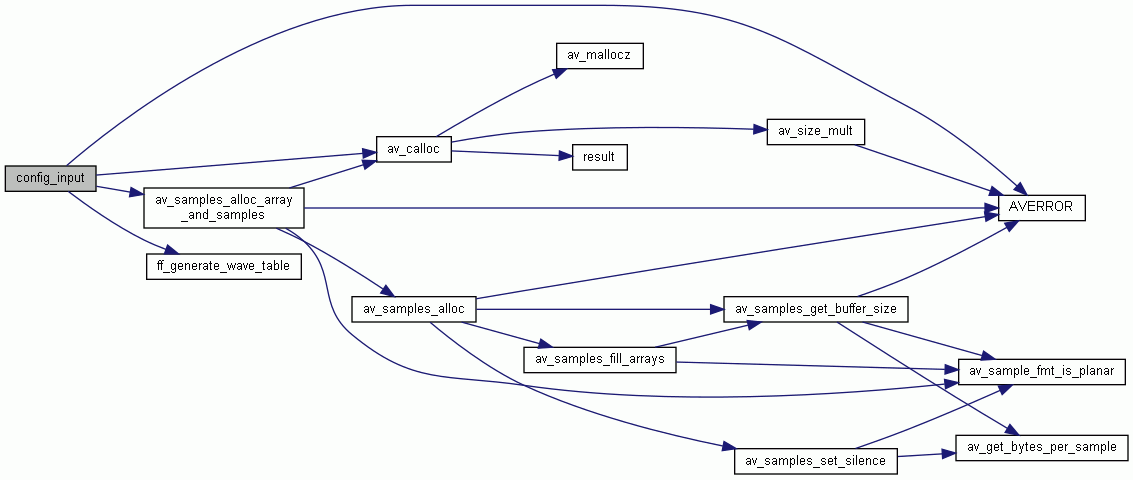 av_mallocz
av_size_mult
av_calloc
result
config_input
av_samples_alloc_array
_and_samples
AVERROR
ff_generate_wave_table
av_samples_alloc
av_samples_get_buffer_size
av_samples_fill_arrays
av_sample_fmt_is_planar
av_get_bytes_per_sample
av_samples_set_silence